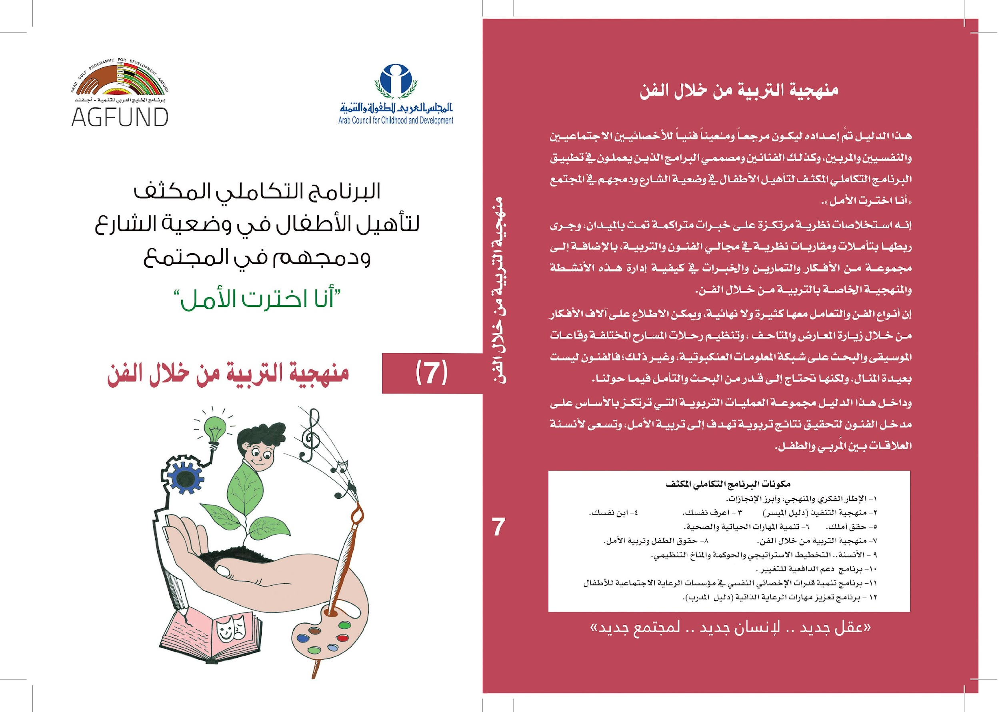 ARAB GULF PROGRAMME FOR DEVELOPMENT - AGFUND
برنامج الخليج العربي للتنمية - أجفند
AGFUND
المجلس العربى للطفولة والتنمية
Arab Council for Childhood and Development
البرنامج التكاملي المكثف
لتأهيل الأطفال في وضعية الشارع
ودمجهم في المجتمع
”أنا اخترت الأمل“
(7)
منهجية التربية من خلال الفن
منهجية التربية من خلال الفن
7
منهجية التربية من خلال الفن
هذا الدليل تمَّ إعداده ليكون مرجعاً ومُعيناً فنياً للأخصائيين الاجتماعيين
والنفسيين والمربين، وكذلك الفنانين ومصممي البرامج الذين يعملون في تطبيق
البرنامج التكاملي المكثف لتأهيل الأطفال في وضعية الشارع ودمجهم في المجتمع
«أنا اخترت الأمل».
إنه استخلاصات نظرية مرتكزة على خبرات متراكمة تمت بالميدان، وجرى
ربطها بتأملات ومقاربات نظرية في مجالي الفنون والتربية، بالإضافة إلى
مجموعة من الأفكار والتمارين والخبرات في كيفية إدارة هذه الأنشطة
والمنهجية الخاصة بالتربية من خلال الفن.
إن أنواع الفن والتعامل معها كثيرة ولا نهائية، ويمكن الاطلاع على آلاف الأفكار
من خلال زيارة المعارض والمتاحف ، وتنظيم رحلات المسارح المختلفة وقاعات
الموسيقى والبحث على شبكة المعلومات العنكبوتية، وغير ذلك؛ فالفنون ليست
بعيدة المنال، ولكنها تحتاج إلى قدر من البحث والتأمل فيما حولنا.
وداخل هذا الدليل مجموعة العمليات التربوية التي ترتكز بالأساس على
مدخل الفنون لتحقيق نتائج تربوية تهدف إلى تربية الأمل، وتسعى لأنسنة
العلاقات بين المُربي والطفل.
مكونات البرنامج التكاملي المكثف
١- الإطار الفكري والمنهجي، وأبرز الإنجازات.
٢- منهجية التنفيذ (دليل الميسر) ٣ - اعرف نفسك. ٤- ابن نفسك.
٥- حقق أملك. ٦- تنمية المهارات الحياتية والصحية.
٧- منهجية التربية من خلال الفن. ٨- حقوق الطفل وتربية الأمل.
٩ - الأنسنة.. التخطيط الاستراتيجي والحوكمة والمناخ التنظيمي.
١٠- برنامج دعم الدافعية للتغيير .
١١- برنامج تنمية قدرات الإخصائي النفسي في مؤسسات الرعاية الاجتماعية للأطفال
١٢ - برنامج تعزيز مهارات الرعاية الذاتية (دليل المدرب).
«عقل جديد .. لإنسان جديد .. لمجتمع جديد»